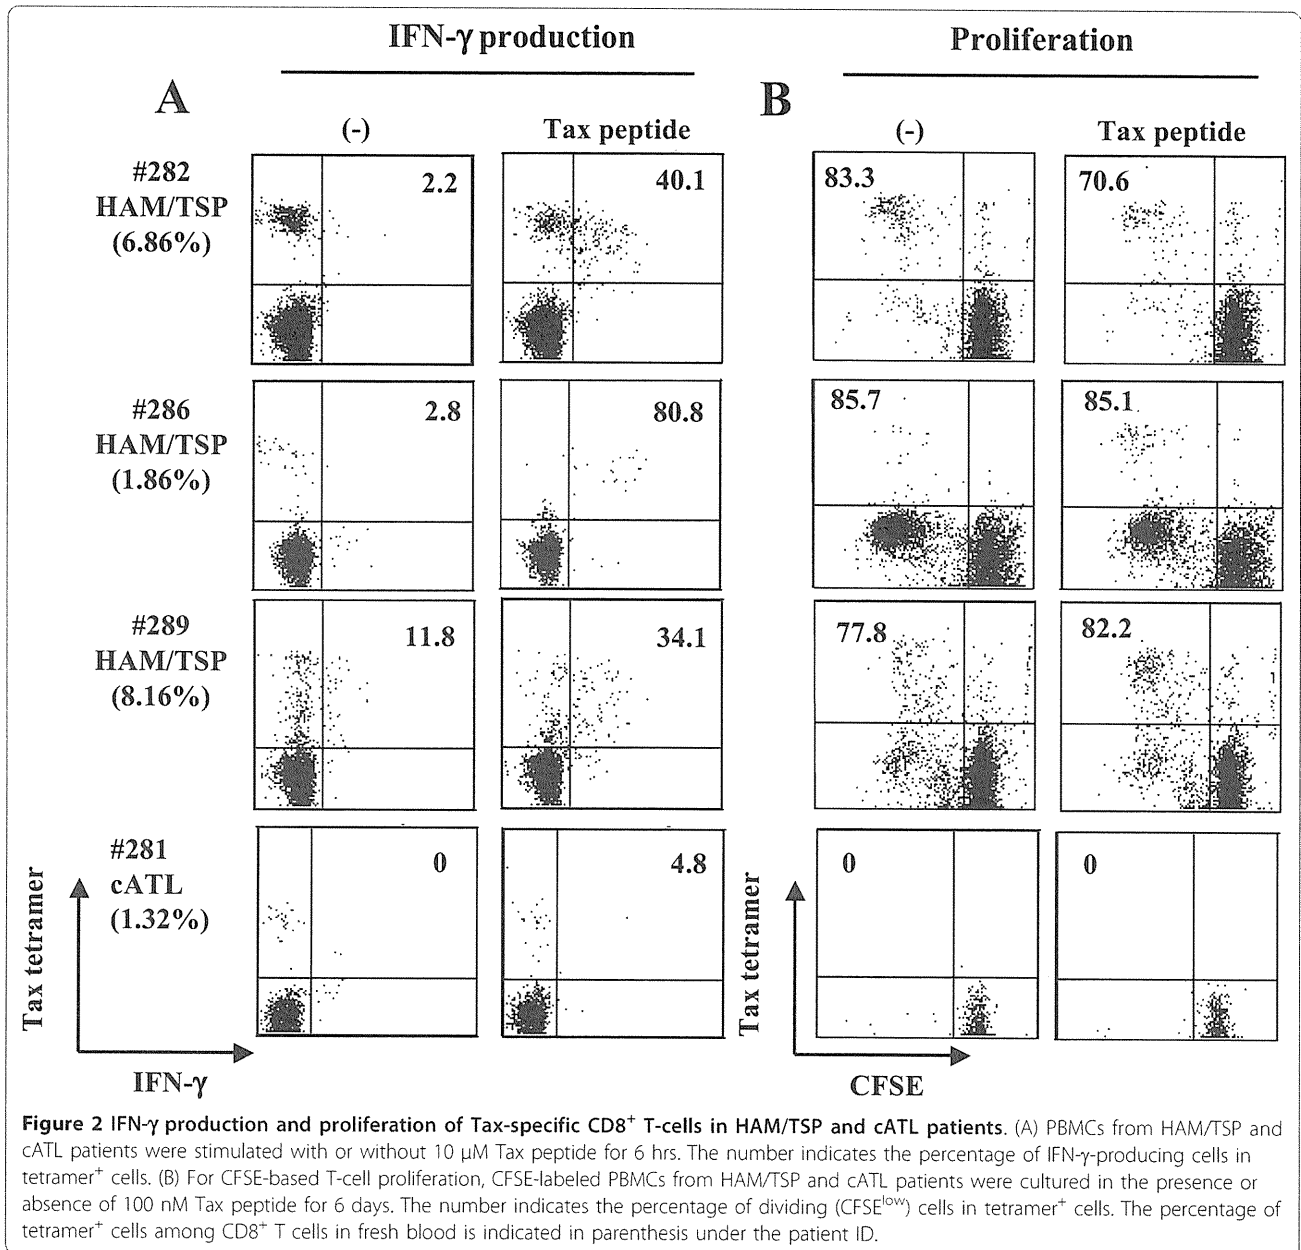 IFN-γ production
Proliferation
A
B
(-)
Tax peptide
(-)
Tax peptide
#282
HAM/TSP
(6.86%)
2.2
40.1
83.3
70.6
#286
HAM/TSP
(1.86%)
2.8
80.8
85.7
85.1
#289
HAM/TSP
(8.16%)
11.8
34.1
77.8
82.2
#281
cATL
(1.32%)
0
4.8
0
0
Tax tetramer
IFN-γ
Tax tetramer
CFSE
Figure 2 IFN-γ production and proliferation of Tax-specific CD8⁺ T-cells in HAM/TSP and cATL patients. (A) PBMCs from HAM/TSP and
cATL patients were stimulated with or without 10 μM Tax peptide for 6 hrs. The number indicates the percentage of IFN-γ-producing cells in
tetramer⁺ cells. (B) For CFSE-based T-cell proliferation, CFSE-labeled PBMCs from HAM/TSP and cATL patients were cultured in the presence or
absence of 100 nM Tax peptide for 6 days. The number indicates the percentage of dividing (CFSEˡᵒʷ) cells in tetramer⁺ cells. The percentage of
tetramer⁺ cells among CD8⁺ T cells in fresh blood is indicated in parenthesis under the patient ID.